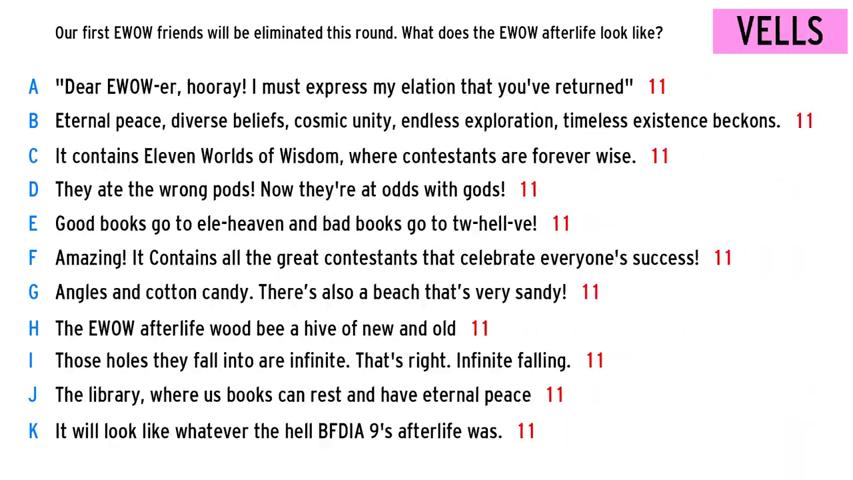 Our first EWOW friends will be eliminated this round. What does the EWOW afterlife look like?
VELLS
A "Dear EWOW-er, hooray! I must express my elation that you've returned" 11
B Eternal peace, diverse beliefs, cosmic unity, endless exploration, timeless existence beckons. 11
C It contains Eleven Worlds of Wisdom, where contestants are forever wise. 11
D They ate the wrong pods! Now they're at odds with gods! 11
E Good books go to ele-heaven and bad books go to tw-hell-ve! 11
F Amazing! It Contains all the great contestants that celebrate everyone's success! 11
G Angles and cotton candy. There's also a beach that's very sandy! 11
H The EWOW afterlife wood bee a hive of new and old 11
I Those holes they fall into are infinite. That's right. Infinite falling. 11
J The library, where us books can rest and have eternal peace 11
K It will look like whatever the hell BFDIA 9's afterlife was. 11